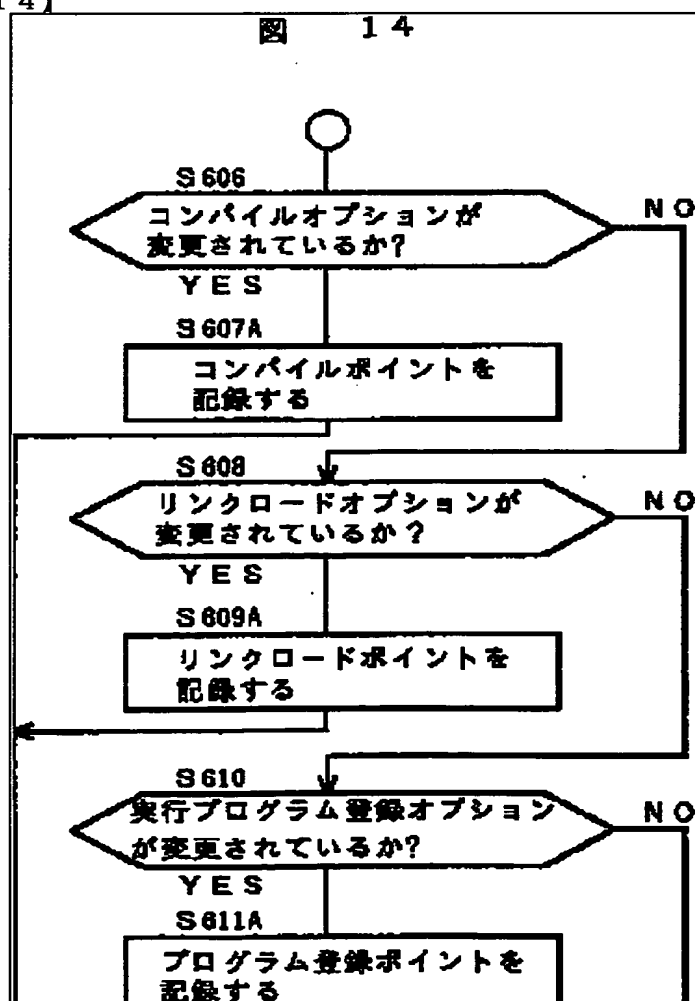 14】
図 14
S606
コンパイルオプションが
変更されているか?
NO
YES
S607A
コンパイルポイントを
記録する
S608
リンクロードオプションが
変更されているか?
NO
YES
S609A
リンクロードポイントを
記録する
S610
実行プログラム登録オプション
が変更されているか?
NO
YES
S611A
プログラム登録ポイントを
記録する